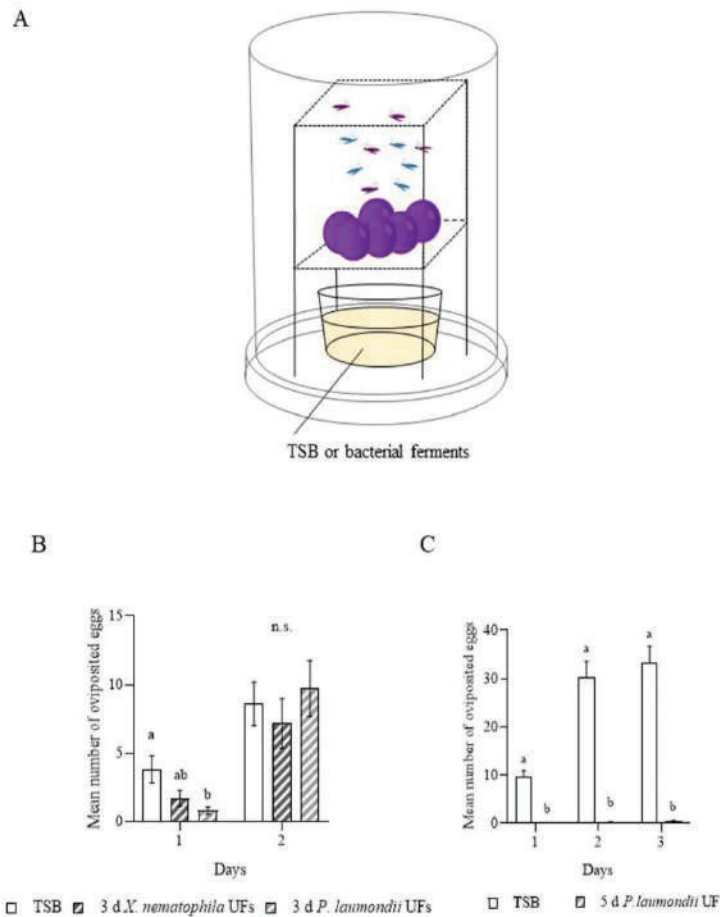 A
TSB or bacterial ferments
B
Mean number of oviposited eggs
15
10
5
0
a
ab
b
n.s.
1
2
Days
□ TSB ▨ 3 d X. nematophila UFs ▨ 3 d P. laumondii UFs
C
Mean number of oviposited eggs
40
30
20
10
0
a
b
a
b
a
b
1
2
3
Days
□ TSB ▨ 5 d P. laumondii UFs